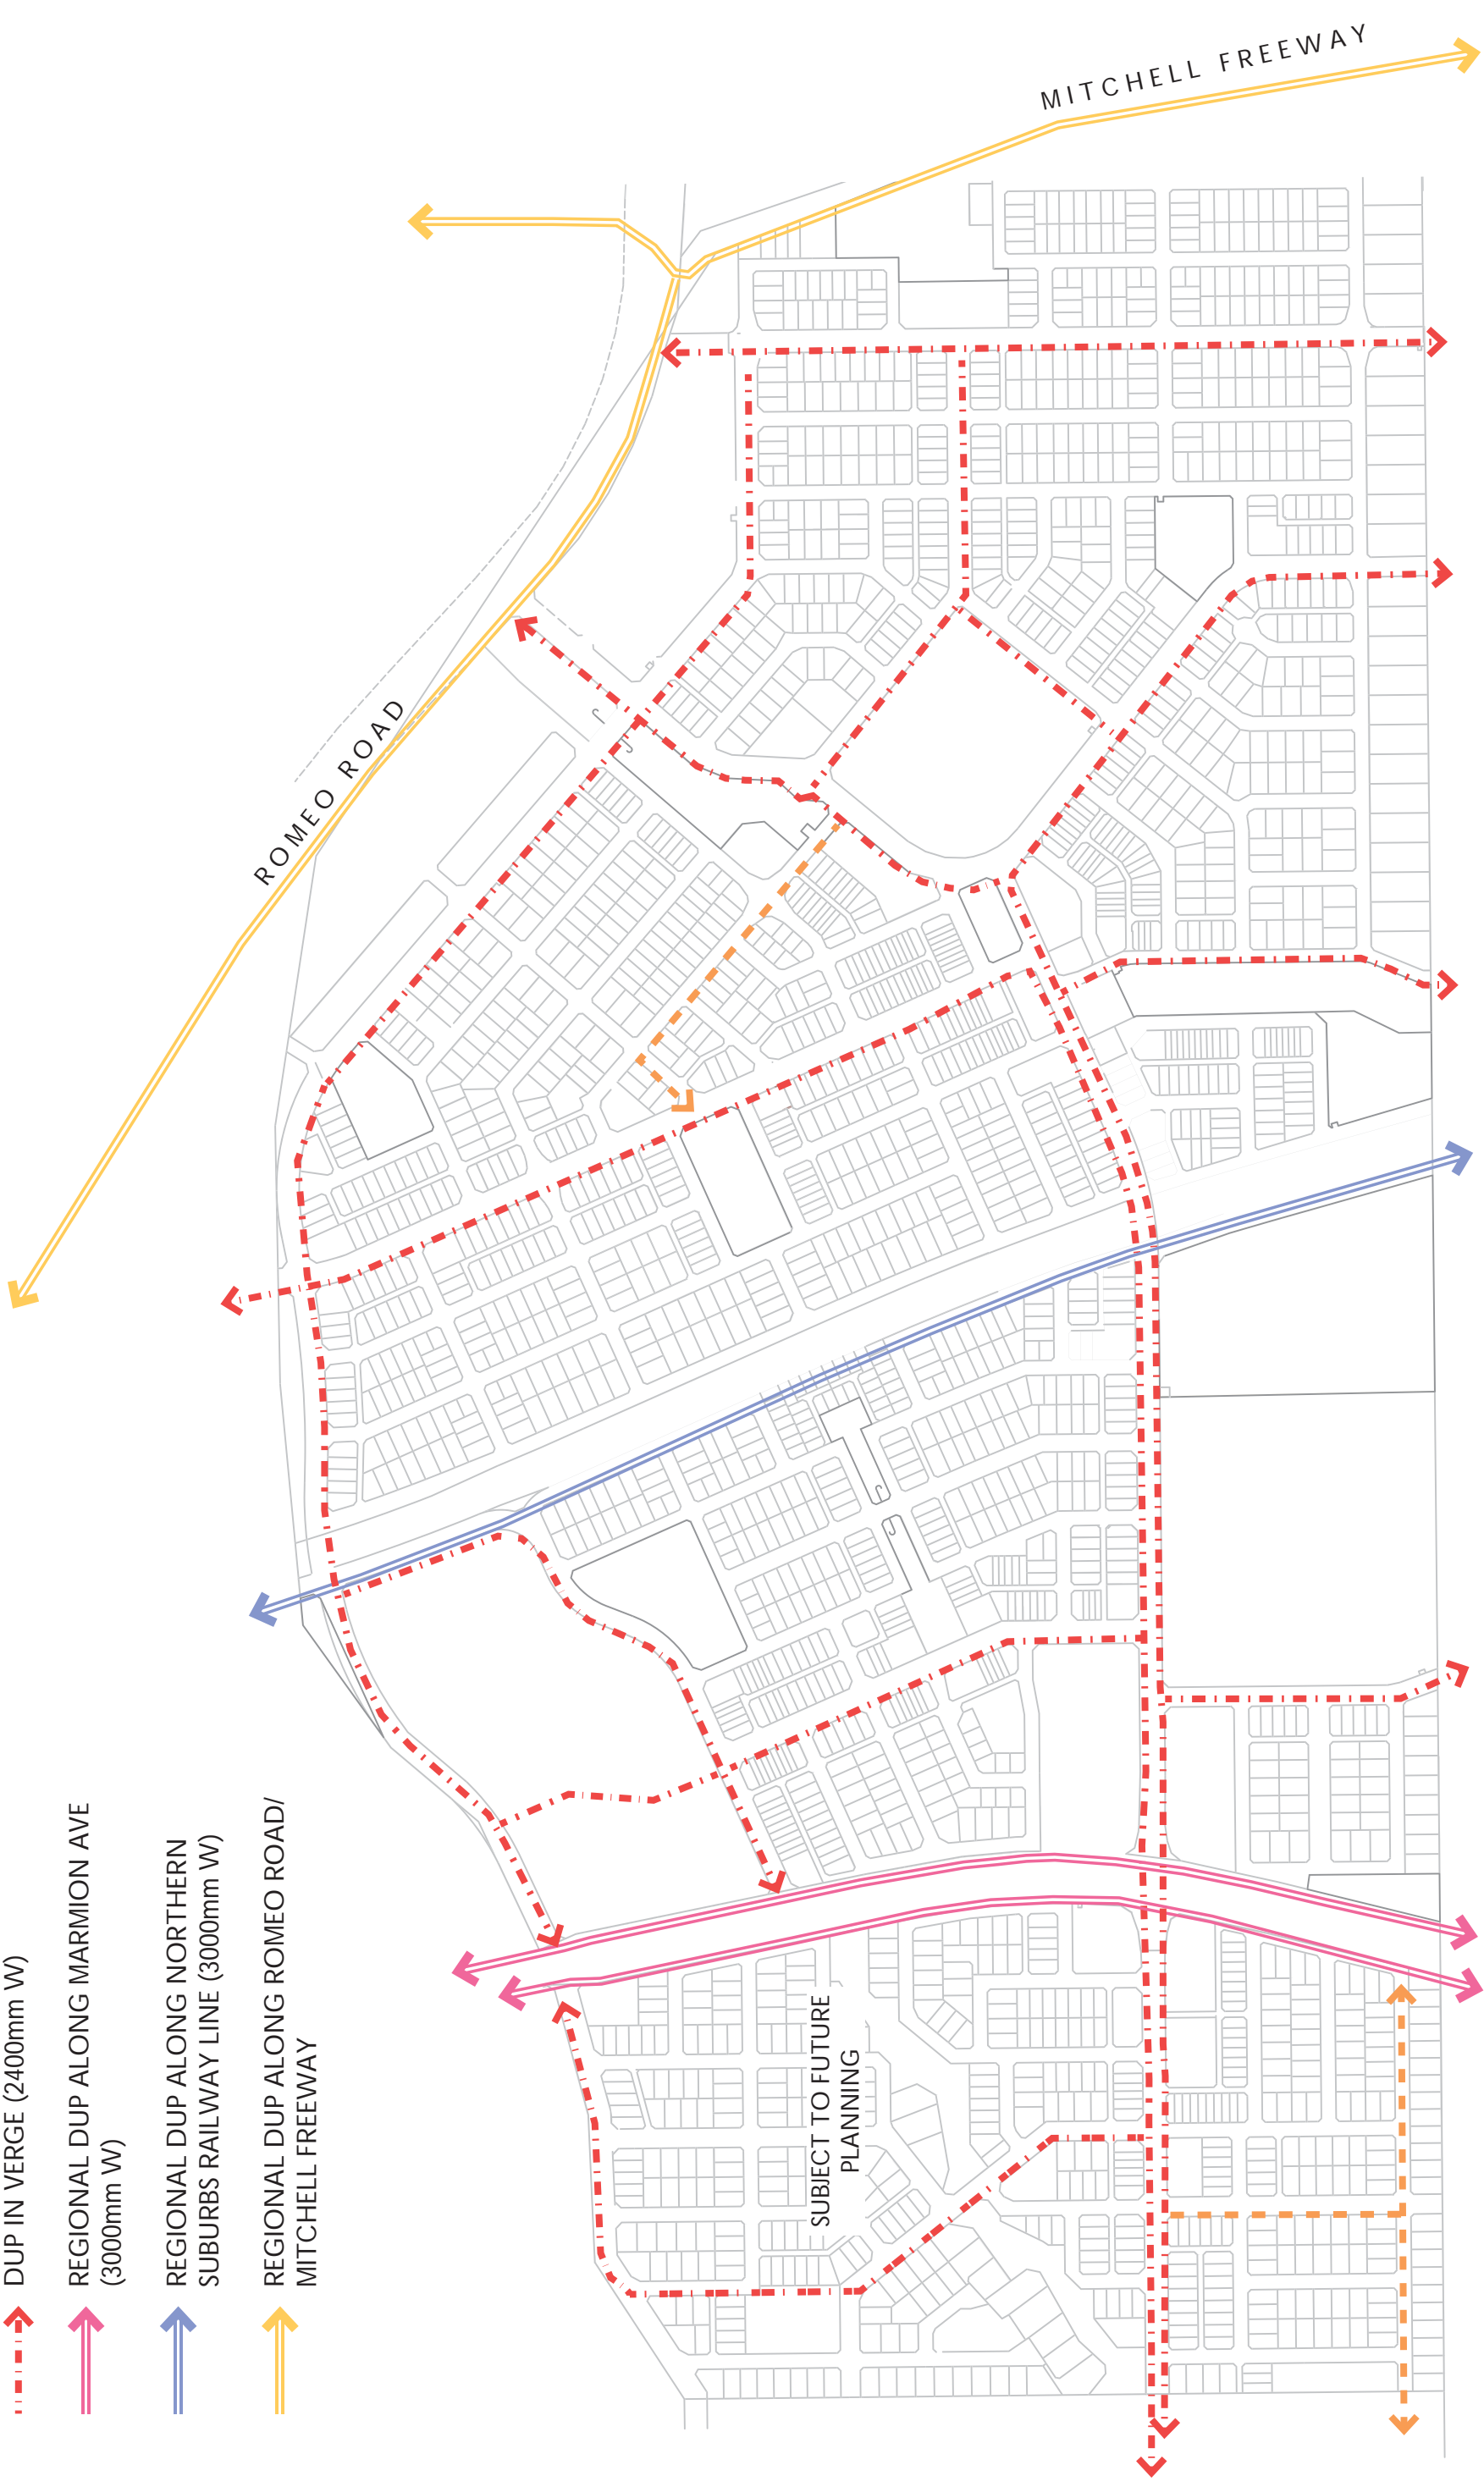 MITCHELL FREEWAY
ROMEO ROAD
SUBJECT TO FUTURE
PLANNING
DUP IN VERGE (2400mm W)
REGIONAL DUP ALONG MARMION AVE
(3000mm W)
REGIONAL DUP ALONG NORTHERN
SUBURBS RAILWAY LINE (3000mm W)
REGIONAL DUP ALONG ROMEO ROAD/
MITCHELL FREEWAY